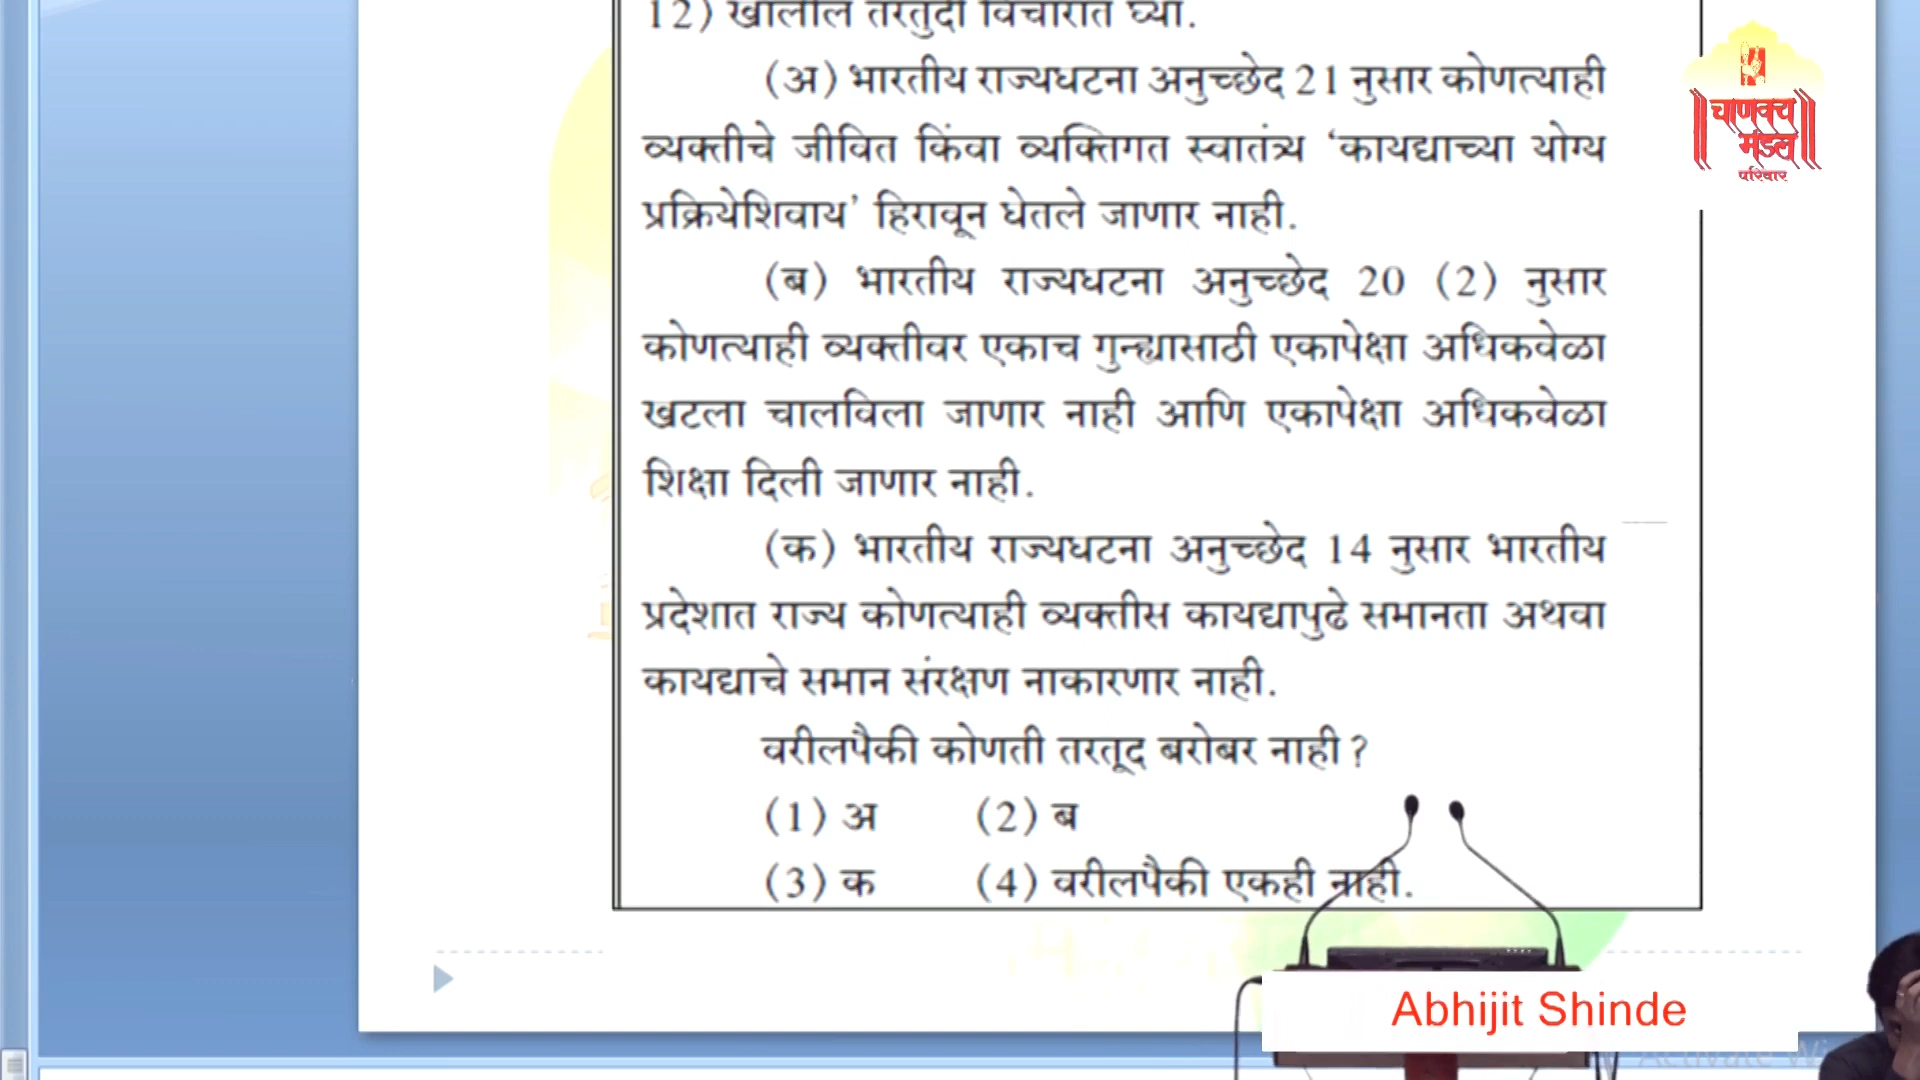 12) खालील तरतुदी विचारात घ्या.
(अ) भारतीय राज्यघटना अनुच्छेद 21 नुसार कोणत्याही
व्यक्तीचे जीवित किंवा व्यक्तिगत स्वातंत्र्य ‘कायद्याच्या योग्य
प्रक्रियेशिवाय’ हिरावून घेतले जाणार नाही.
(ब) भारतीय राज्यघटना अनुच्छेद 20 (2) नुसार
कोणत्याही व्यक्तीवर एकाच गुन्ह्यासाठी एकापेक्षा अधिकवेळा
खटला चालविला जाणार नाही आणि एकापेक्षा अधिकवेळा
शिक्षा दिली जाणार नाही.
(क) भारतीय राज्यघटना अनुच्छेद 14 नुसार भारतीय
प्रदेशात राज्य कोणत्याही व्यक्तीस कायद्यापुढे समानता अथवा
कायद्याचे समान संरक्षण नाकारणार नाही.
वरीलपैकी कोणती तरतूद बरोबर नाही?
(1) अ (2) ब
(3) क (4) वरीलपैकी एकही नाही.
चाणक्य
मंडल
परिवार
Abhijit Shinde